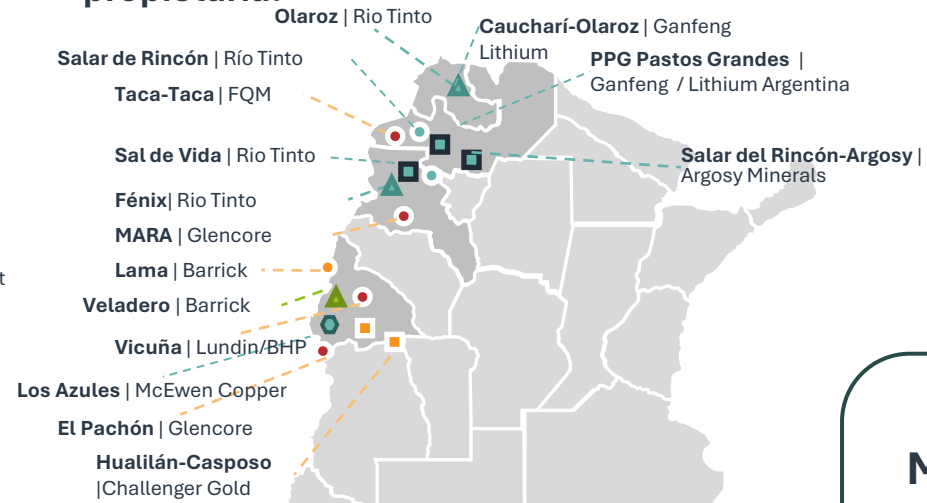 Olaroz | Rio Tinto
Cauchari-Olaroz | Ganfeng
Lithium
Salar de Rincón | Río Tinto
PPG Pastos Grandes |
Ganfeng / Lithium Argentina
Taca-Taca | FQM
Sal de Vida | Rio Tinto
Salar del Rincón-Argosy |
Argosy Minerals
Fénix| Rio Tinto
MARA | Glencore
Lama | Barrick
t
Veladero | Barrick
Vicuña | Lundin/BHP
Los Azules | McEwen Copper
El Pachón | Glencore
Hualilán-Casposo
|Challenger Gold
M